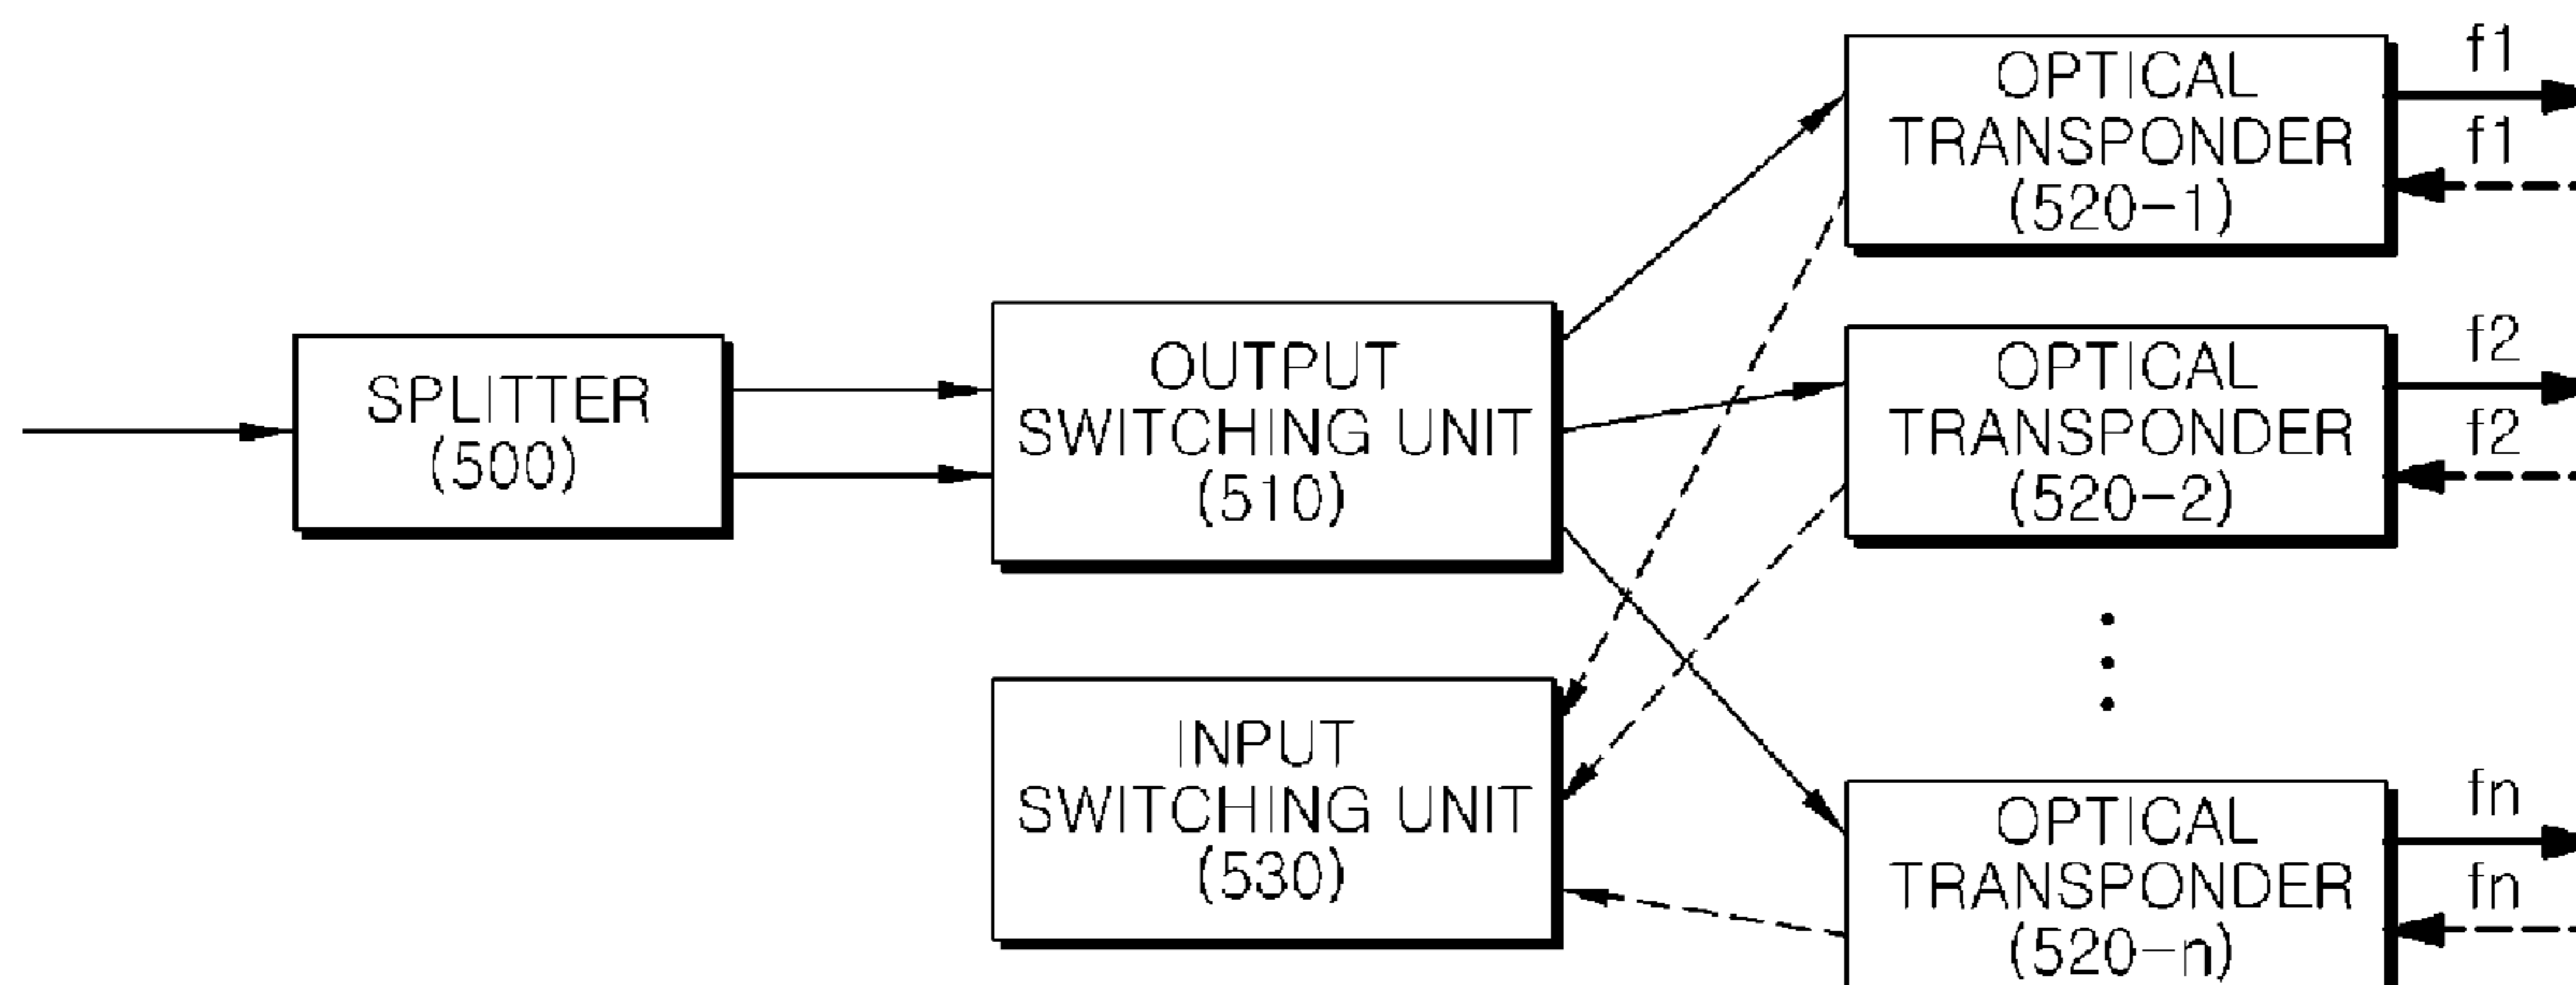 SPLITTER
(500)
OUTPUT
SWITCHING UNIT
(510)
INPUT
SWITCHING UNIT
(530)
OPTICAL
TRANSPONDER
(520-1)
f1
f1
OPTICAL
TRANSPONDER
(520-2)
f2
f2
OPTICAL
TRANSPONDER
(520-n)
fn
fn